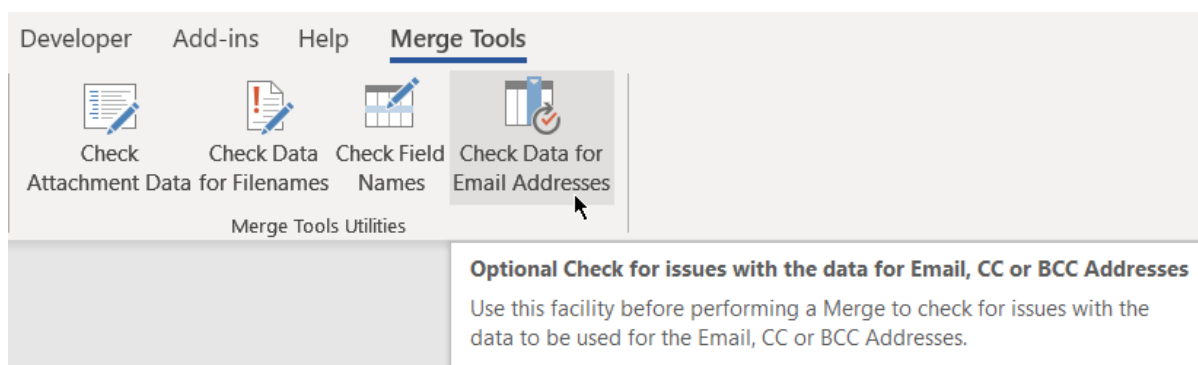 Developer Add-ins Help Merge Tools
Check Attachment Data
Check Data for Filenames
Check Field Names
Check Data for Email Addresses
Merge Tools Utilities
Optional Check for issues with the data for Email, CC or BCC Addresses
Use this facility before performing a Merge to check for issues with the
data to be used for the Email, CC or BCC Addresses.